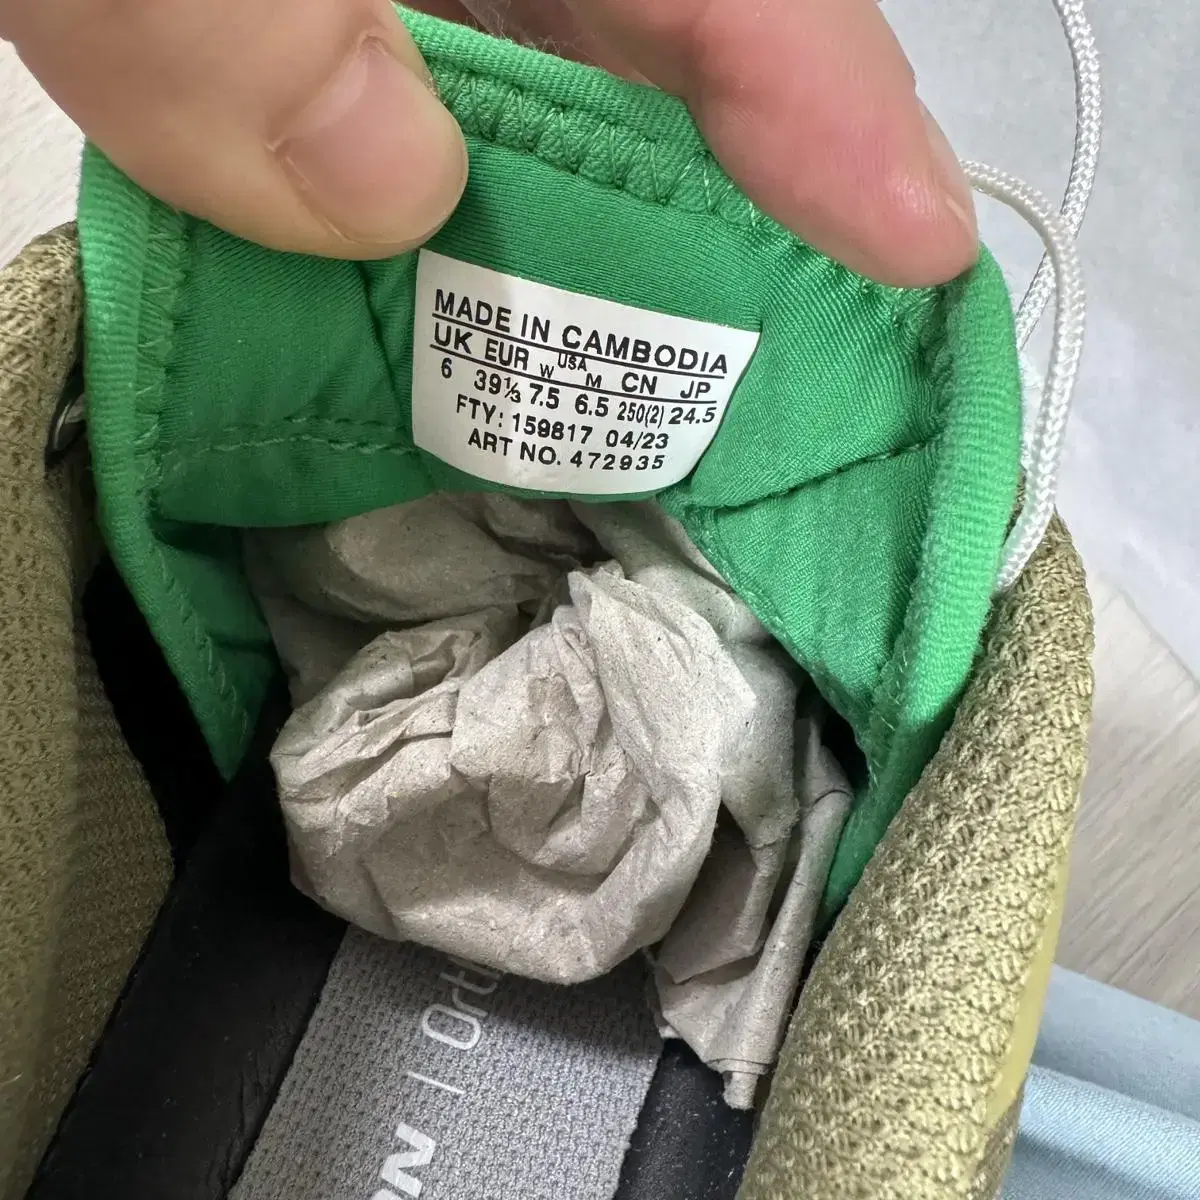 MADE IN CAMBODIA
UK EUR W USA M CN JP
6 39⅓ 7.5 6.5 250(2) 24.5
FTY: 159817 04/23
ART NO. 472935